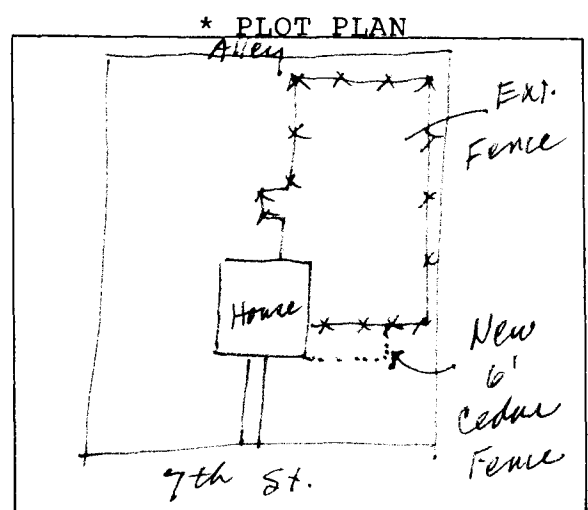 * PLOT PLAN
Alley
Ext.
Fence
House
New
6'
Cedar
Fence
7th St.